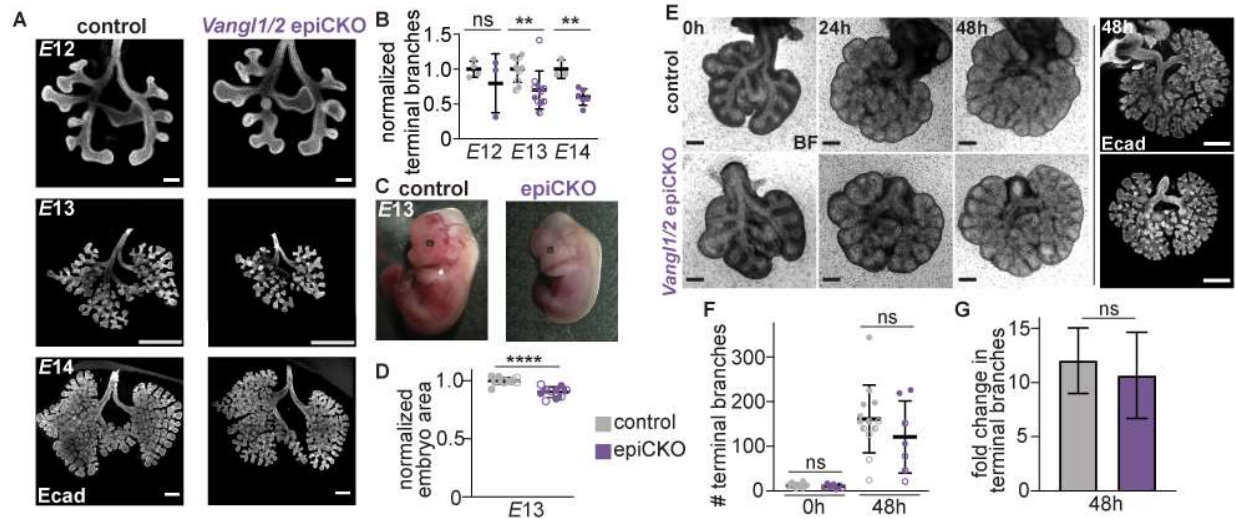 A
control
Vangl1/2 epiCKO
E12
E13
E14
Ecad
B
normalized
terminal branches
1.5
1.0
0.5
0
ns
**
**
E12
E13
E14
C
control
epiCKO
E13
D
normalized
embryo area
1.0
0.5
0
****
E13
control
epiCKO
E
0h
24h
48h
48h
control
BF
Ecad
Vangl1/2 epiCKO
F
# terminal branches
300
200
100
0
ns
ns
0h
48h
G
fold change in
terminal branches
15
10
5
0
ns
48h